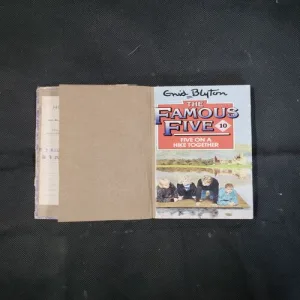 Enid Blyton
THE
FAMOUS
FIVE 10
FIVE ON A
HIKE TOGETHER